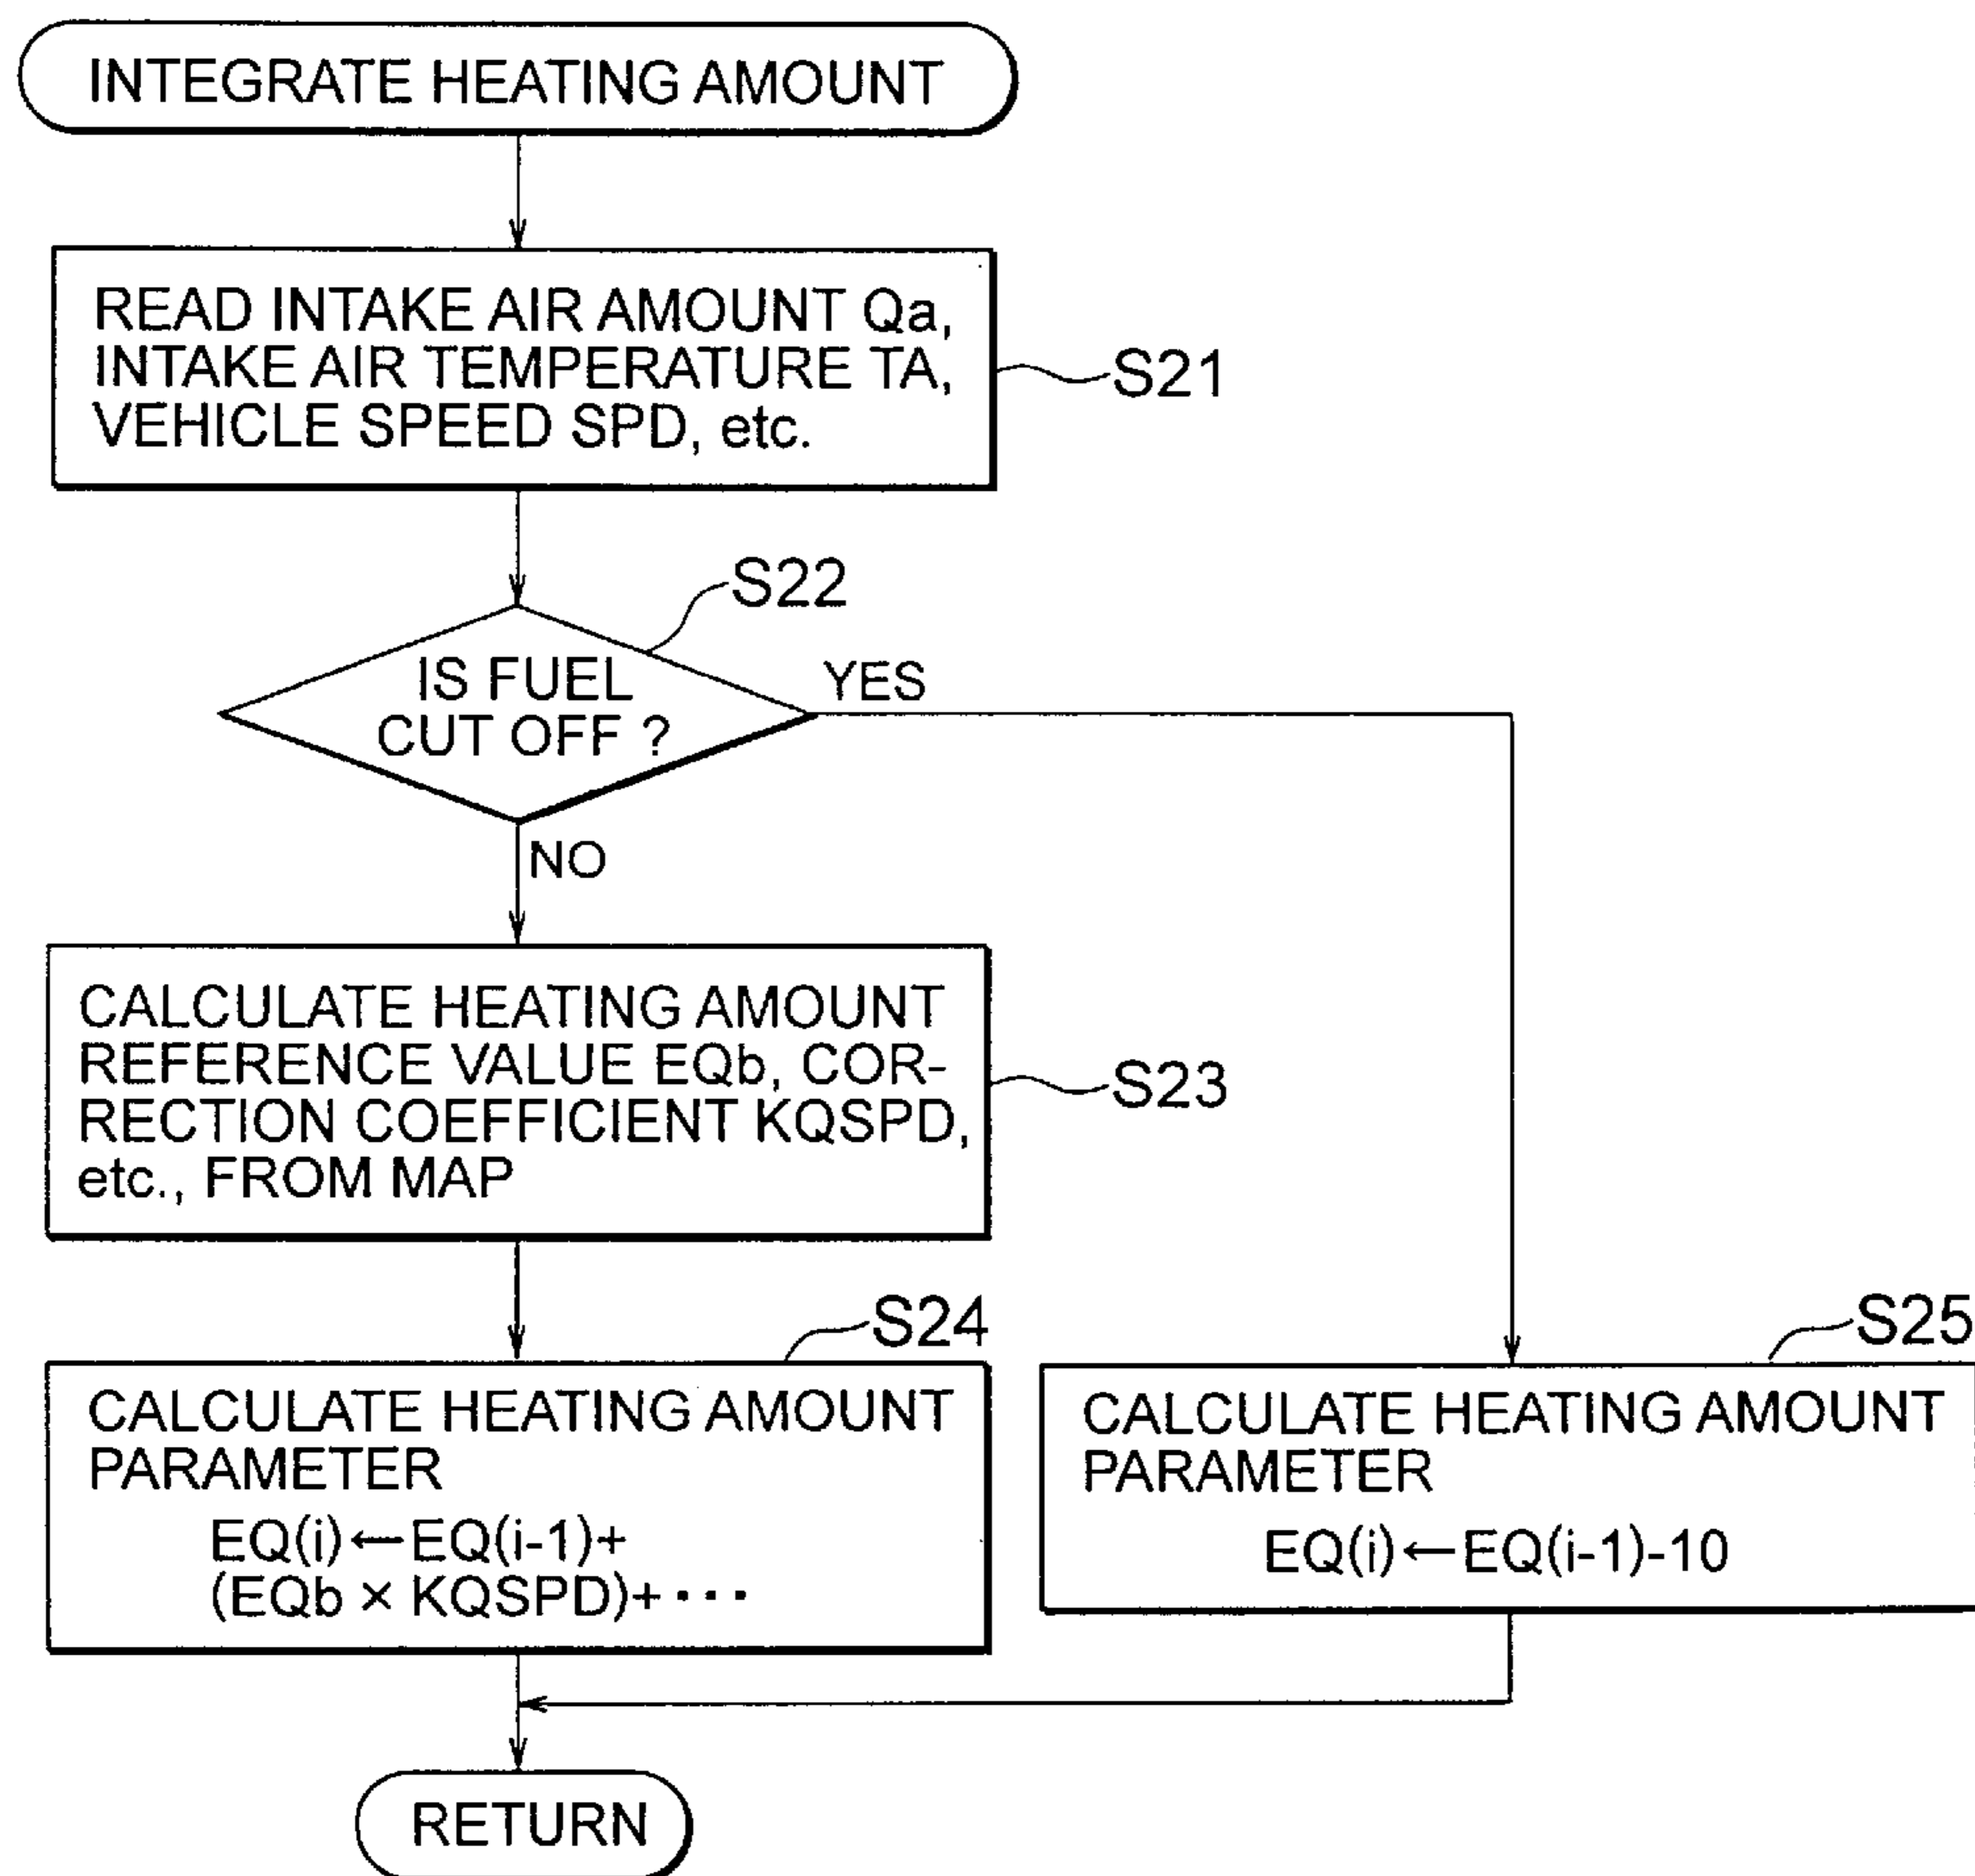 INTEGRATE HEATING AMOUNT
READ INTAKE AIR AMOUNT Qa,
INTAKE AIR TEMPERATURE TA,
VEHICLE SPEED SPD, etc.
S21
S22
IS FUEL
CUT OFF ?
YES
NO
CALCULATE HEATING AMOUNT
REFERENCE VALUE EQb, COR-
RECTION COEFFICIENT KQSPD,
etc., FROM MAP
S23
S24
CALCULATE HEATING AMOUNT
PARAMETER
EQ(i)←EQ(i-1)+
(EQb × KQSPD)+ ···
S25
CALCULATE HEATING AMOUNT
PARAMETER
EQ(i)←EQ(i-1)-10
RETURN